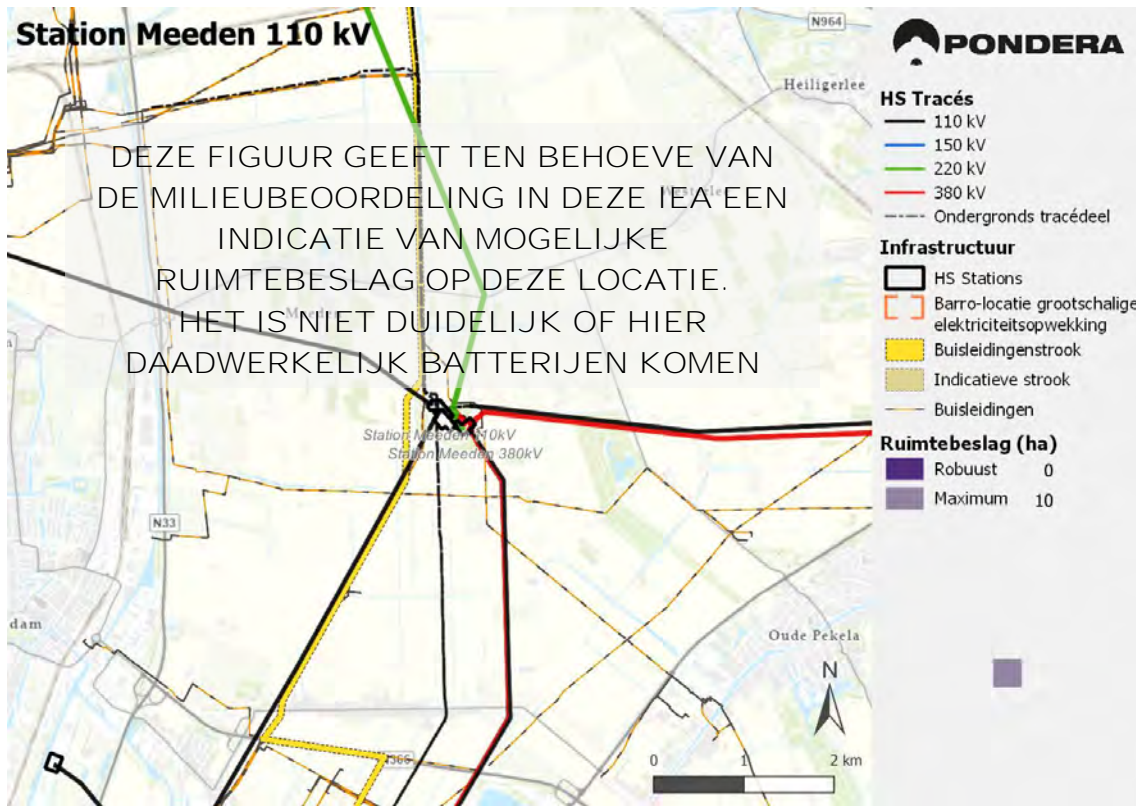 Station Meeden 110 kV
N964
Heiligerlee
DEZE FIGUUR GEEFT TEN BEHOEVE VAN
DE MILIEUBEOORDELING IN DEZE IEA EEN
INDICATIE VAN MOGELIJKE
RUIMTEBESLAG OP DEZE LOCATIE.
HET IS NIET DUIDELIJK OF HIER
DAADWERKELIJK BATTERIJEN KOMEN
Westerlee
Meeden
Station Meeden 110kV
Station Meeden 380kV
N33
dam
Oude Pekela
N366
N
0 1 2 km
PONDERA
HS Tracés
110 kV
150 kV
220 kV
380 kV
Ondergronds tracédeel
Infrastructuur
HS Stations
Barro-locatie grootschalige
elektriciteitsopwekking
Buisleidingenstrook
Indicatieve strook
Buisleidingen
Ruimtebeslag (ha)
Robuust 0
Maximum 10